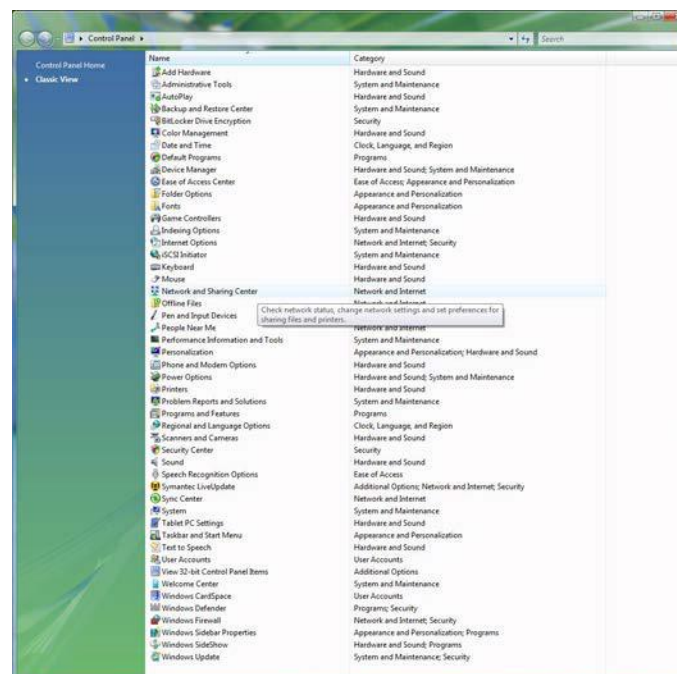 Control Panel
Search
Control Panel Home
Classic View
Name Category
Add Hardware Hardware and Sound
Administrative Tools System and Maintenance
AutoPlay Hardware and Sound
Backup and Restore Center System and Maintenance
BitLocker Drive Encryption Security
Color Management Hardware and Sound
Date and Time Clock, Language, and Region
Default Programs Programs
Device Manager Hardware and Sound; System and Maintenance
Ease of Access Center Ease of Access; Appearance and Personalization
Folder Options Appearance and Personalization
Fonts Appearance and Personalization
Game Controllers Hardware and Sound
Indexing Options System and Maintenance
Internet Options Network and Internet; Security
iSCSI Initiator System and Maintenance
Keyboard Hardware and Sound
Mouse Hardware and Sound
Network and Sharing Center Network and Internet
Offline Files Network and Internet
Check network status, change network settings and set preferences for
sharing files and printers.
Pen and Input Devices
People Near Me Network and Internet
Performance Information and Tools System and Maintenance
Personalization Appearance and Personalization; Hardware and Sound
Phone and Modem Options Hardware and Sound
Power Options Hardware and Sound; System and Maintenance
Printers Hardware and Sound
Problem Reports and Solutions System and Maintenance
Programs and Features Programs
Regional and Language Options Clock, Language, and Region
Scanners and Cameras Hardware and Sound
Security Center Security
Sound Hardware and Sound
Speech Recognition Options Ease of Access
Symantec LiveUpdate Additional Options; Network and Internet; Security
Sync Center Network and Internet
System System and Maintenance
Tablet PC Settings Hardware and Sound
Taskbar and Start Menu Appearance and Personalization
Text to Speech Hardware and Sound
User Accounts User Accounts
View 32-bit Control Panel Items Additional Options
Welcome Center System and Maintenance
Windows CardSpace User Accounts
Windows Defender Programs; Security
Windows Firewall Network and Internet; Security
Windows Sidebar Properties Appearance and Personalization; Programs
Windows SideShow Hardware and Sound; Programs
Windows Update System and Maintenance; Security